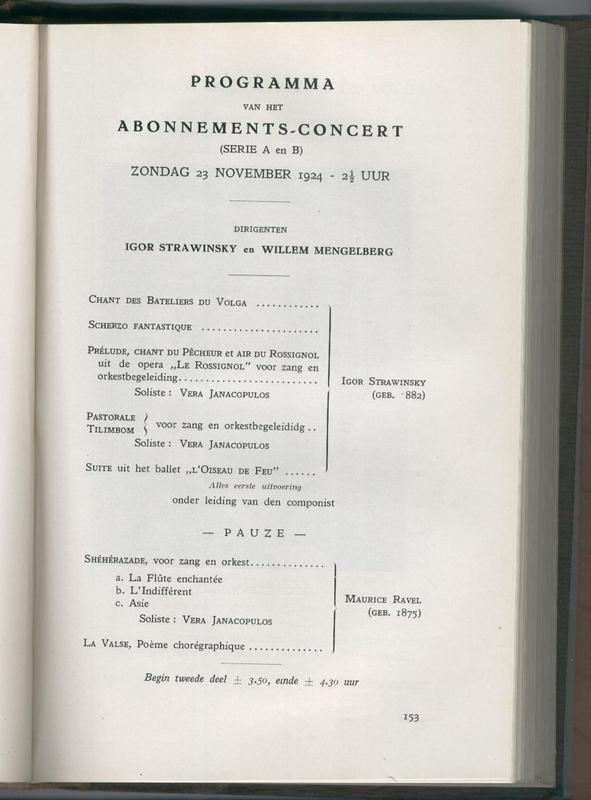 PROGRAMMA
VAN HET
ABONNEMENTS-CONCERT
(SERIE A en B)
ZONDAG 23 NOVEMBER 1924 - 2½ UUR
DIRIGENTEN
IGOR STRAWINSKY en WILLEM MENGELBERG
CHANT DES BATELIERS DU VOLGA ............
SCHERZO FANTASTIQUE .....................
PRÉLUDE, CHANT DU PÊCHEUR et AIR DU ROSSIGNOL
uit de opera „LE ROSSIGNOL" voor zang en
orkestbegeleiding.........................
Soliste : VERA JANACOPULOS
IGOR STRAWINSKY
(GEB. 882)
PASTORALE
TILIMBOM
voor zang en orkestbegeleididg ..
Soliste : VERA JANACOPULOS
SUITE uit het ballet „L'OISEAU DE FEU" ......
Alles eerste uitvoering
onder leiding van den componist
— PAUZE —
SHÉHÉRAZADE, voor zang en orkest..............
a. La Flûte enchantée
b. L'Indifférent
c. Asie
Soliste : VERA JANACOPULOS
MAURICE RAVEL
(GEB. 1875)
LA VALSE, Poème chorégraphique ..............
Begin tweede deel ± 3.50, einde ± 4.30 uur
153